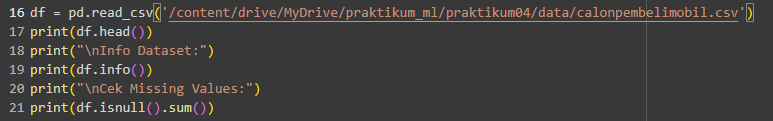 16 df = pd.read_csv('/content/drive/MyDrive/praktikum_ml/praktikum04/data/calonpembelimobil.csv')
17 print(df.head())
18 print("\nInfo Dataset:")
19 print(df.info())
20 print("\nCek Missing Values:")
21 print(df.isnull().sum())